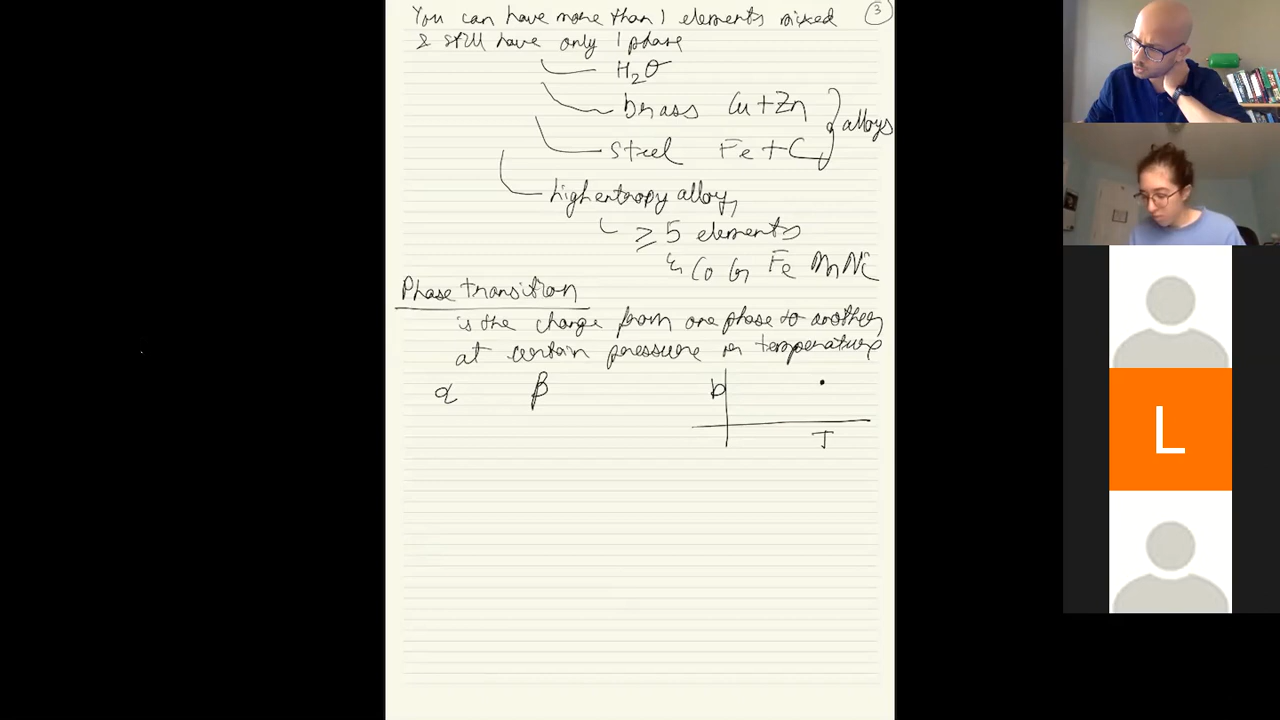 You can have more than 1 elements mixed 3
& still have only 1 phase
H2O
brass Cu+Zn
alloys
steel Fe+C
high entropy alloy,
≥ 5 elements
Co Cr Fe Mn Ni
Phase transition
is the change from one phase to another
at certain pressure or temperature
α β p
T
L